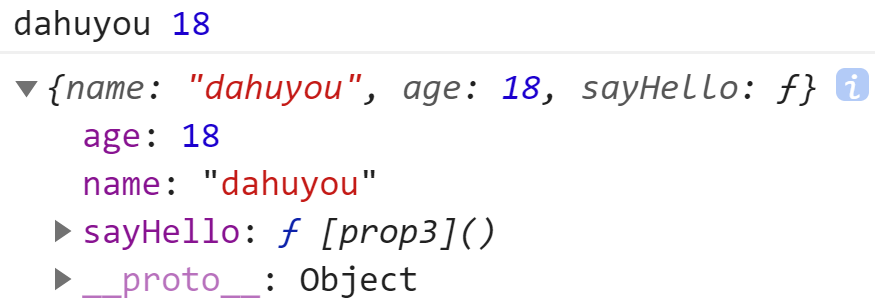 dahuyou 18
{name: "dahuyou", age: 18, sayHello: ƒ} i
age: 18
name: "dahuyou"
sayHello: ƒ [prop3]()
__proto__: Object